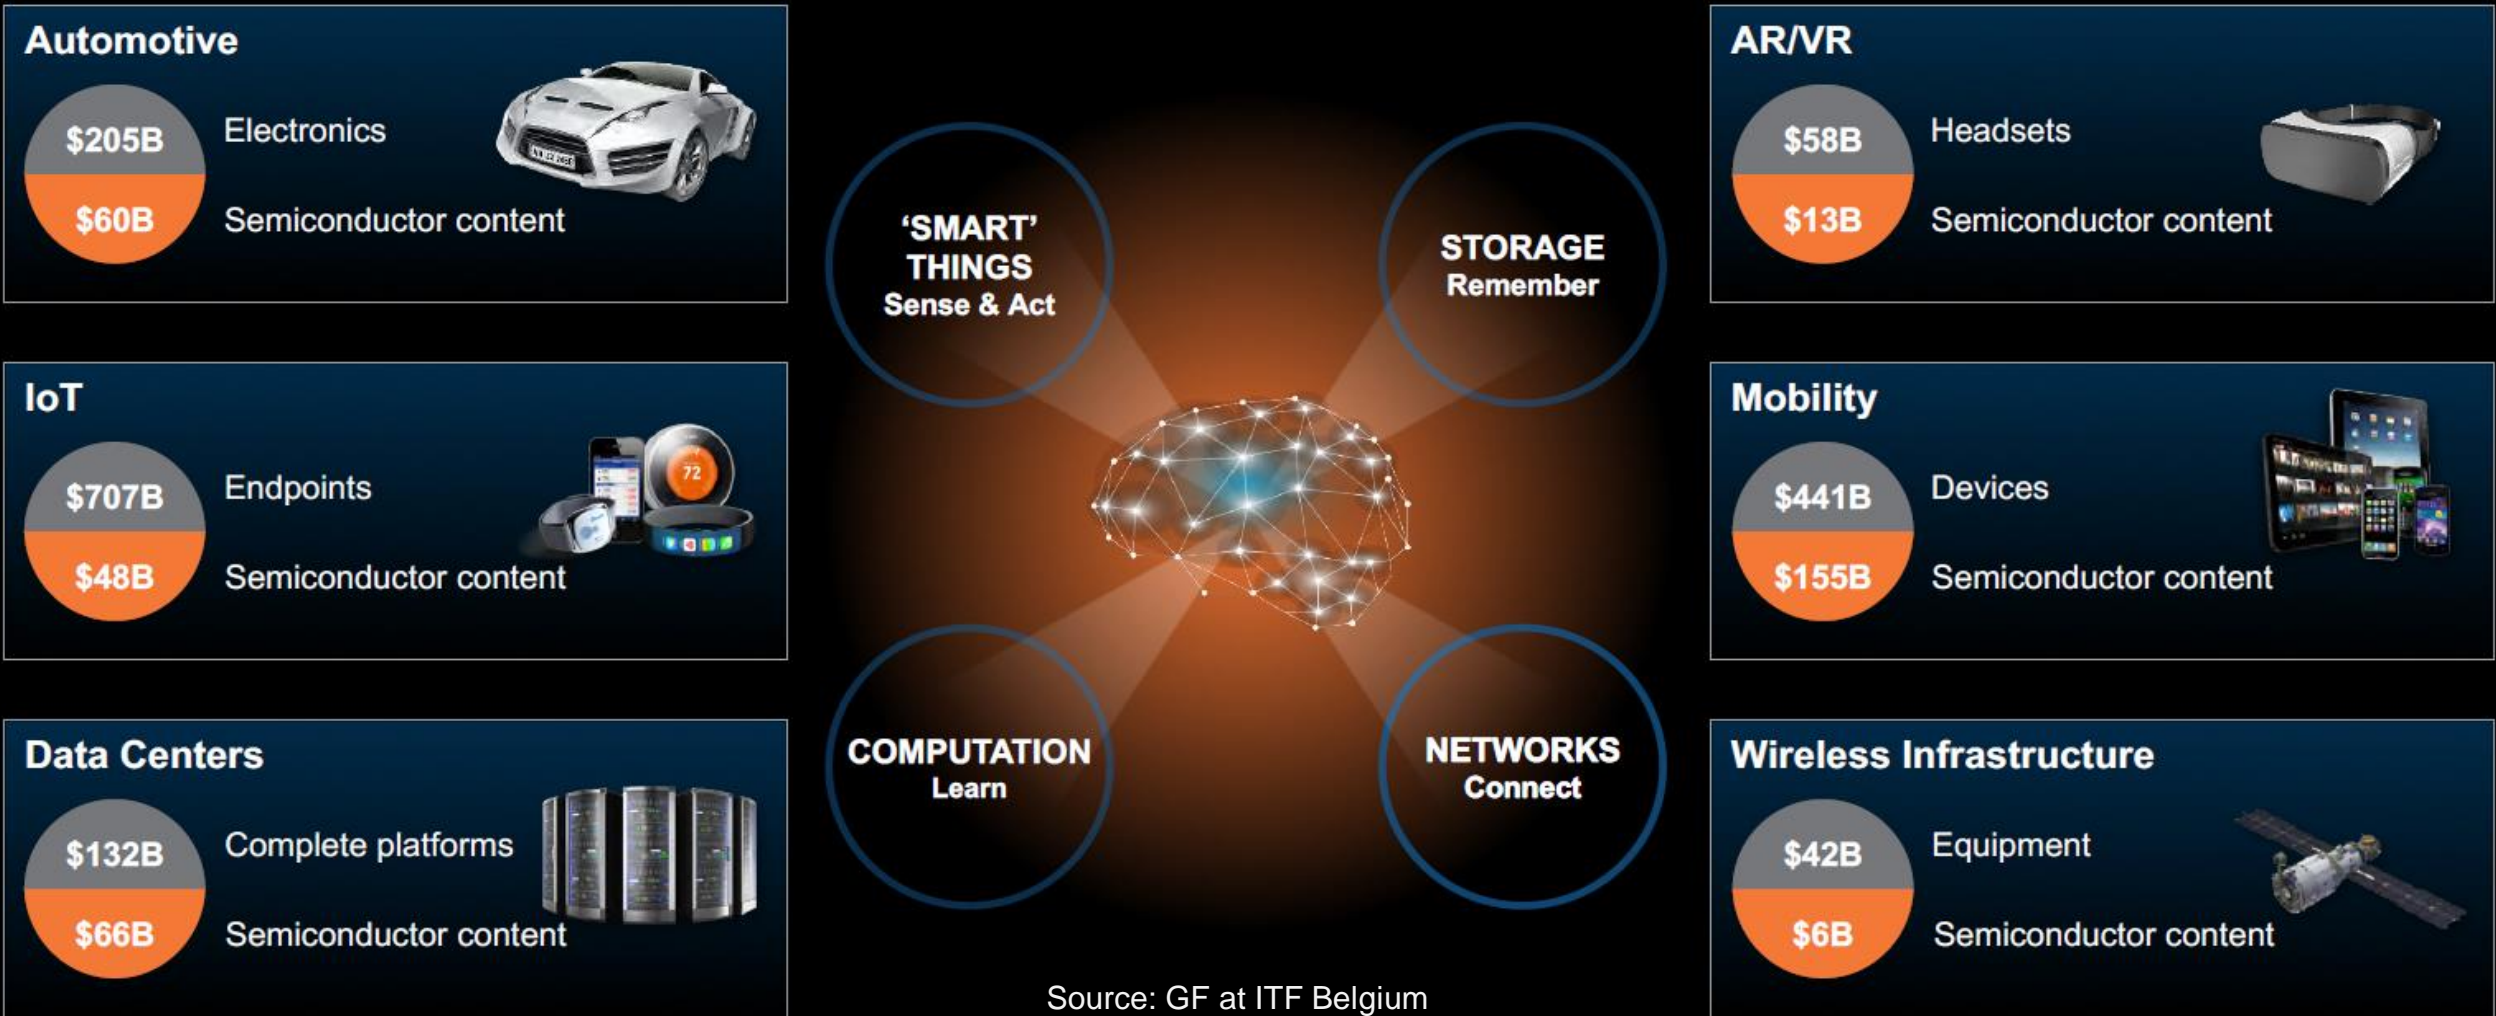 Automotive
$205B
Electronics
$60B
Semiconductor content
IoT
$707B
Endpoints
72
$48B
Semiconductor content
Data Centers
$132B
Complete platforms
$66B
Semiconductor content
‘SMART’
THINGS
Sense & Act
STORAGE
Remember
COMPUTATION
Learn
NETWORKS
Connect
AR/VR
$58B
Headsets
$13B
Semiconductor content
Mobility
$441B
Devices
$155B
Semiconductor content
Wireless Infrastructure
$42B
Equipment
$6B
Semiconductor content
Source: GF at ITF Belgium